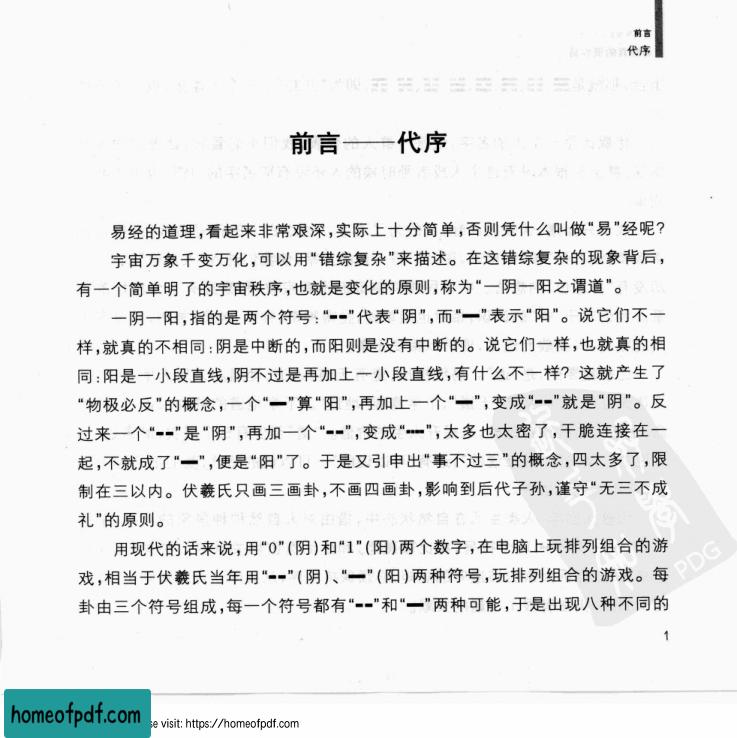 前言
代序
前言——代序
易经的道理,看起来非常艰深,实际上十分简单,否则凭什么叫做“易”经呢?
宇宙万象千变万化,可以用“错综复杂”来描述。在这错综复杂的现象背后,
有一个简单明了的宇宙秩序,也就是变化的原则,称为“一阴一阳之谓道”。
一阴一阳,指的是两个符号:“--”代表“阴”,而“—”表示“阳”。说它们不一
样,就真的不相同:阴是中断的,而阳则是没有中断的。说它们一样,也就真的相
同:阳是一小段直线,阴不过是再加上一小段直线,有什么不一样?这就产生了
“物极必反”的概念,一个“—”算“阳”,再加上一个“—”,变成“--”就是“阴”。反
过来一个“--”是“阴”,再加一个“--”,变成“----”,太多也太密了,干脆连接在一
起,不就成了“—”,便是“阳”了。于是又引申出“事不过三”的概念,四太多了,限
制在三以内。伏羲氏只画三画卦,不画四画卦,影响到后代子孙,谨守“无三不成
礼”的原则。
用现代的话来说,用“0”(阴)和“1”(阳)两个数字,在电脑上玩排列组合的游
戏,相当于伏羲氏当年用“--”(阴)、“—”(阳)两种符号,玩排列组合的游戏。每
卦由三个符号组成,每一个符号都有“--”和“—”两种可能,于是出现八种不同的
PDG
1
homeofpdf.com
se visit: https://homeofpdf.com